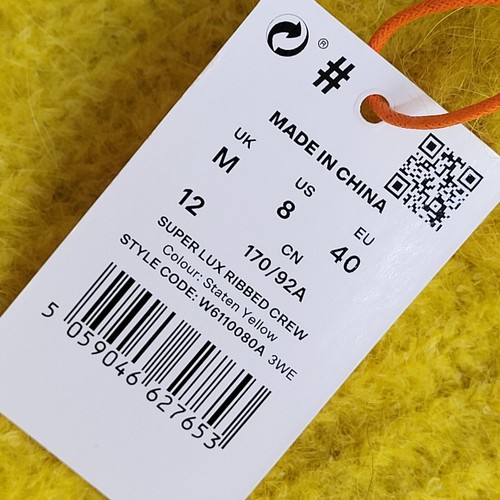 ®
#
MADE IN CHINA
UK US EU
M
12 8 40
CN
170/92A
SUPER LUX RIBBED CREW
Colour: Staten Yellow
STYLE CODE: W6110080A 3WE
5 059046 627653